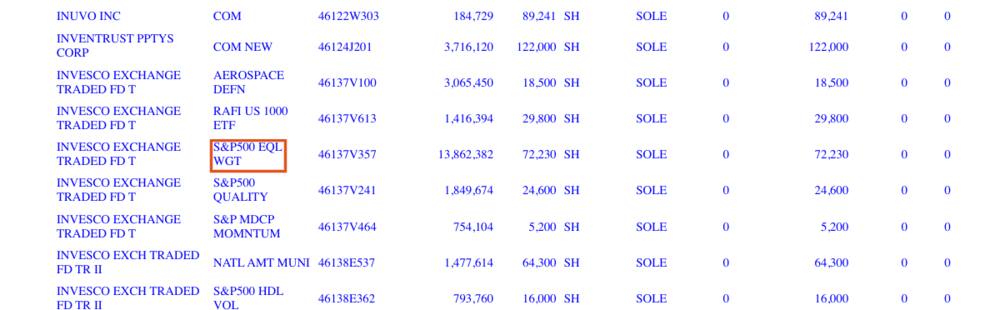 INUVO INC COM 46122W303 184,729 89,241 SH SOLE 0 89,241 0 0
INVENTRUST PPTYS
CORP COM NEW 46124J201 3,716,120 122,000 SH SOLE 0 122,000 0 0
INVESCO EXCHANGE AEROSPACE
TRADED FD T DEFN 46137V100 3,065,450 18,500 SH SOLE 0 18,500 0 0
INVESCO EXCHANGE RAFI US 1000
TRADED FD T ETF 46137V613 1,416,394 29,800 SH SOLE 0 29,800 0 0
INVESCO EXCHANGE S&P500 EQL
TRADED FD T WGT 46137V357 13,862,382 72,230 SH SOLE 0 72,230 0 0
INVESCO EXCHANGE S&P500
TRADED FD T QUALITY 46137V241 1,849,674 24,600 SH SOLE 0 24,600 0 0
INVESCO EXCHANGE S&P MDCP
TRADED FD T MOMNTUM 46137V464 754,104 5,200 SH SOLE 0 5,200 0 0
INVESCO EXCH TRADED
FD TR II NATL AMT MUNI 46138E537 1,477,614 64,300 SH SOLE 0 64,300 0 0
INVESCO EXCH TRADED S&P500 HDL
FD TR II VOL 46138E362 793,760 16,000 SH SOLE 0 16,000 0 0